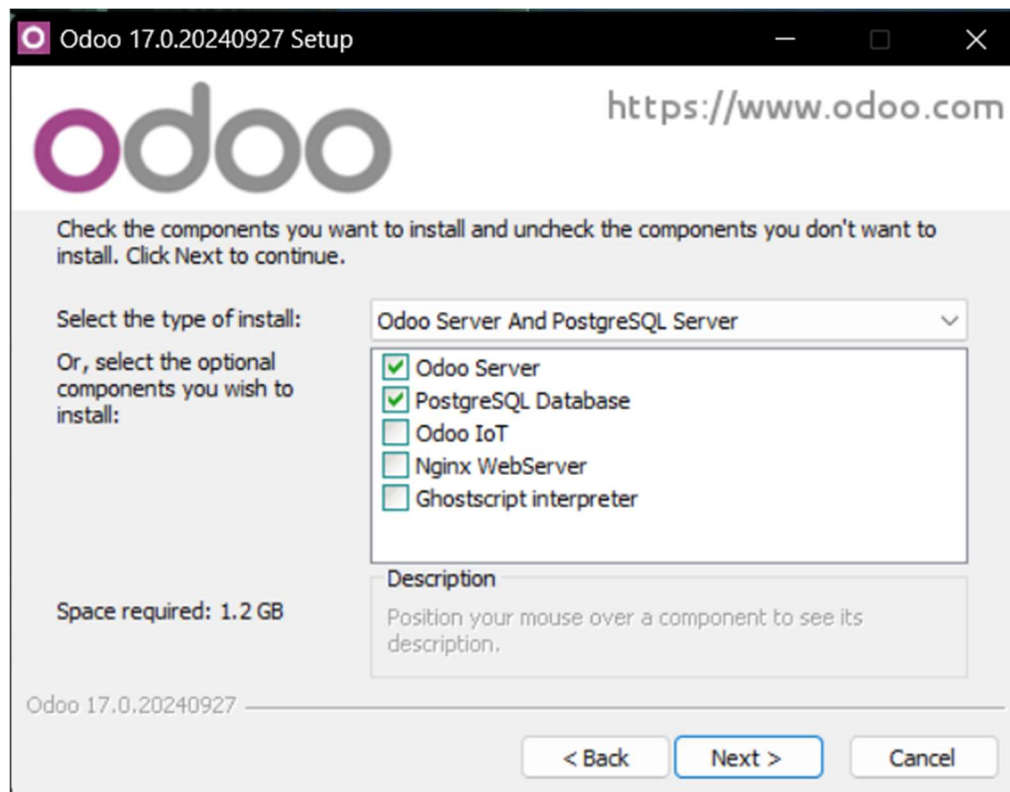 Odoo 17.0.20240927 Setup
odoo
https://www.odoo.com
Check the components you want to install and uncheck the components you don't want to
install. Click Next to continue.
Select the type of install:
Odoo Server And PostgreSQL Server
Or, select the optional
components you wish to
install:
Odoo Server
PostgreSQL Database
Odoo IoT
Nginx WebServer
Ghostscript interpreter
Space required: 1.2 GB
Description
Position your mouse over a component to see its
description.
Odoo 17.0.20240927
< Back
Next >
Cancel